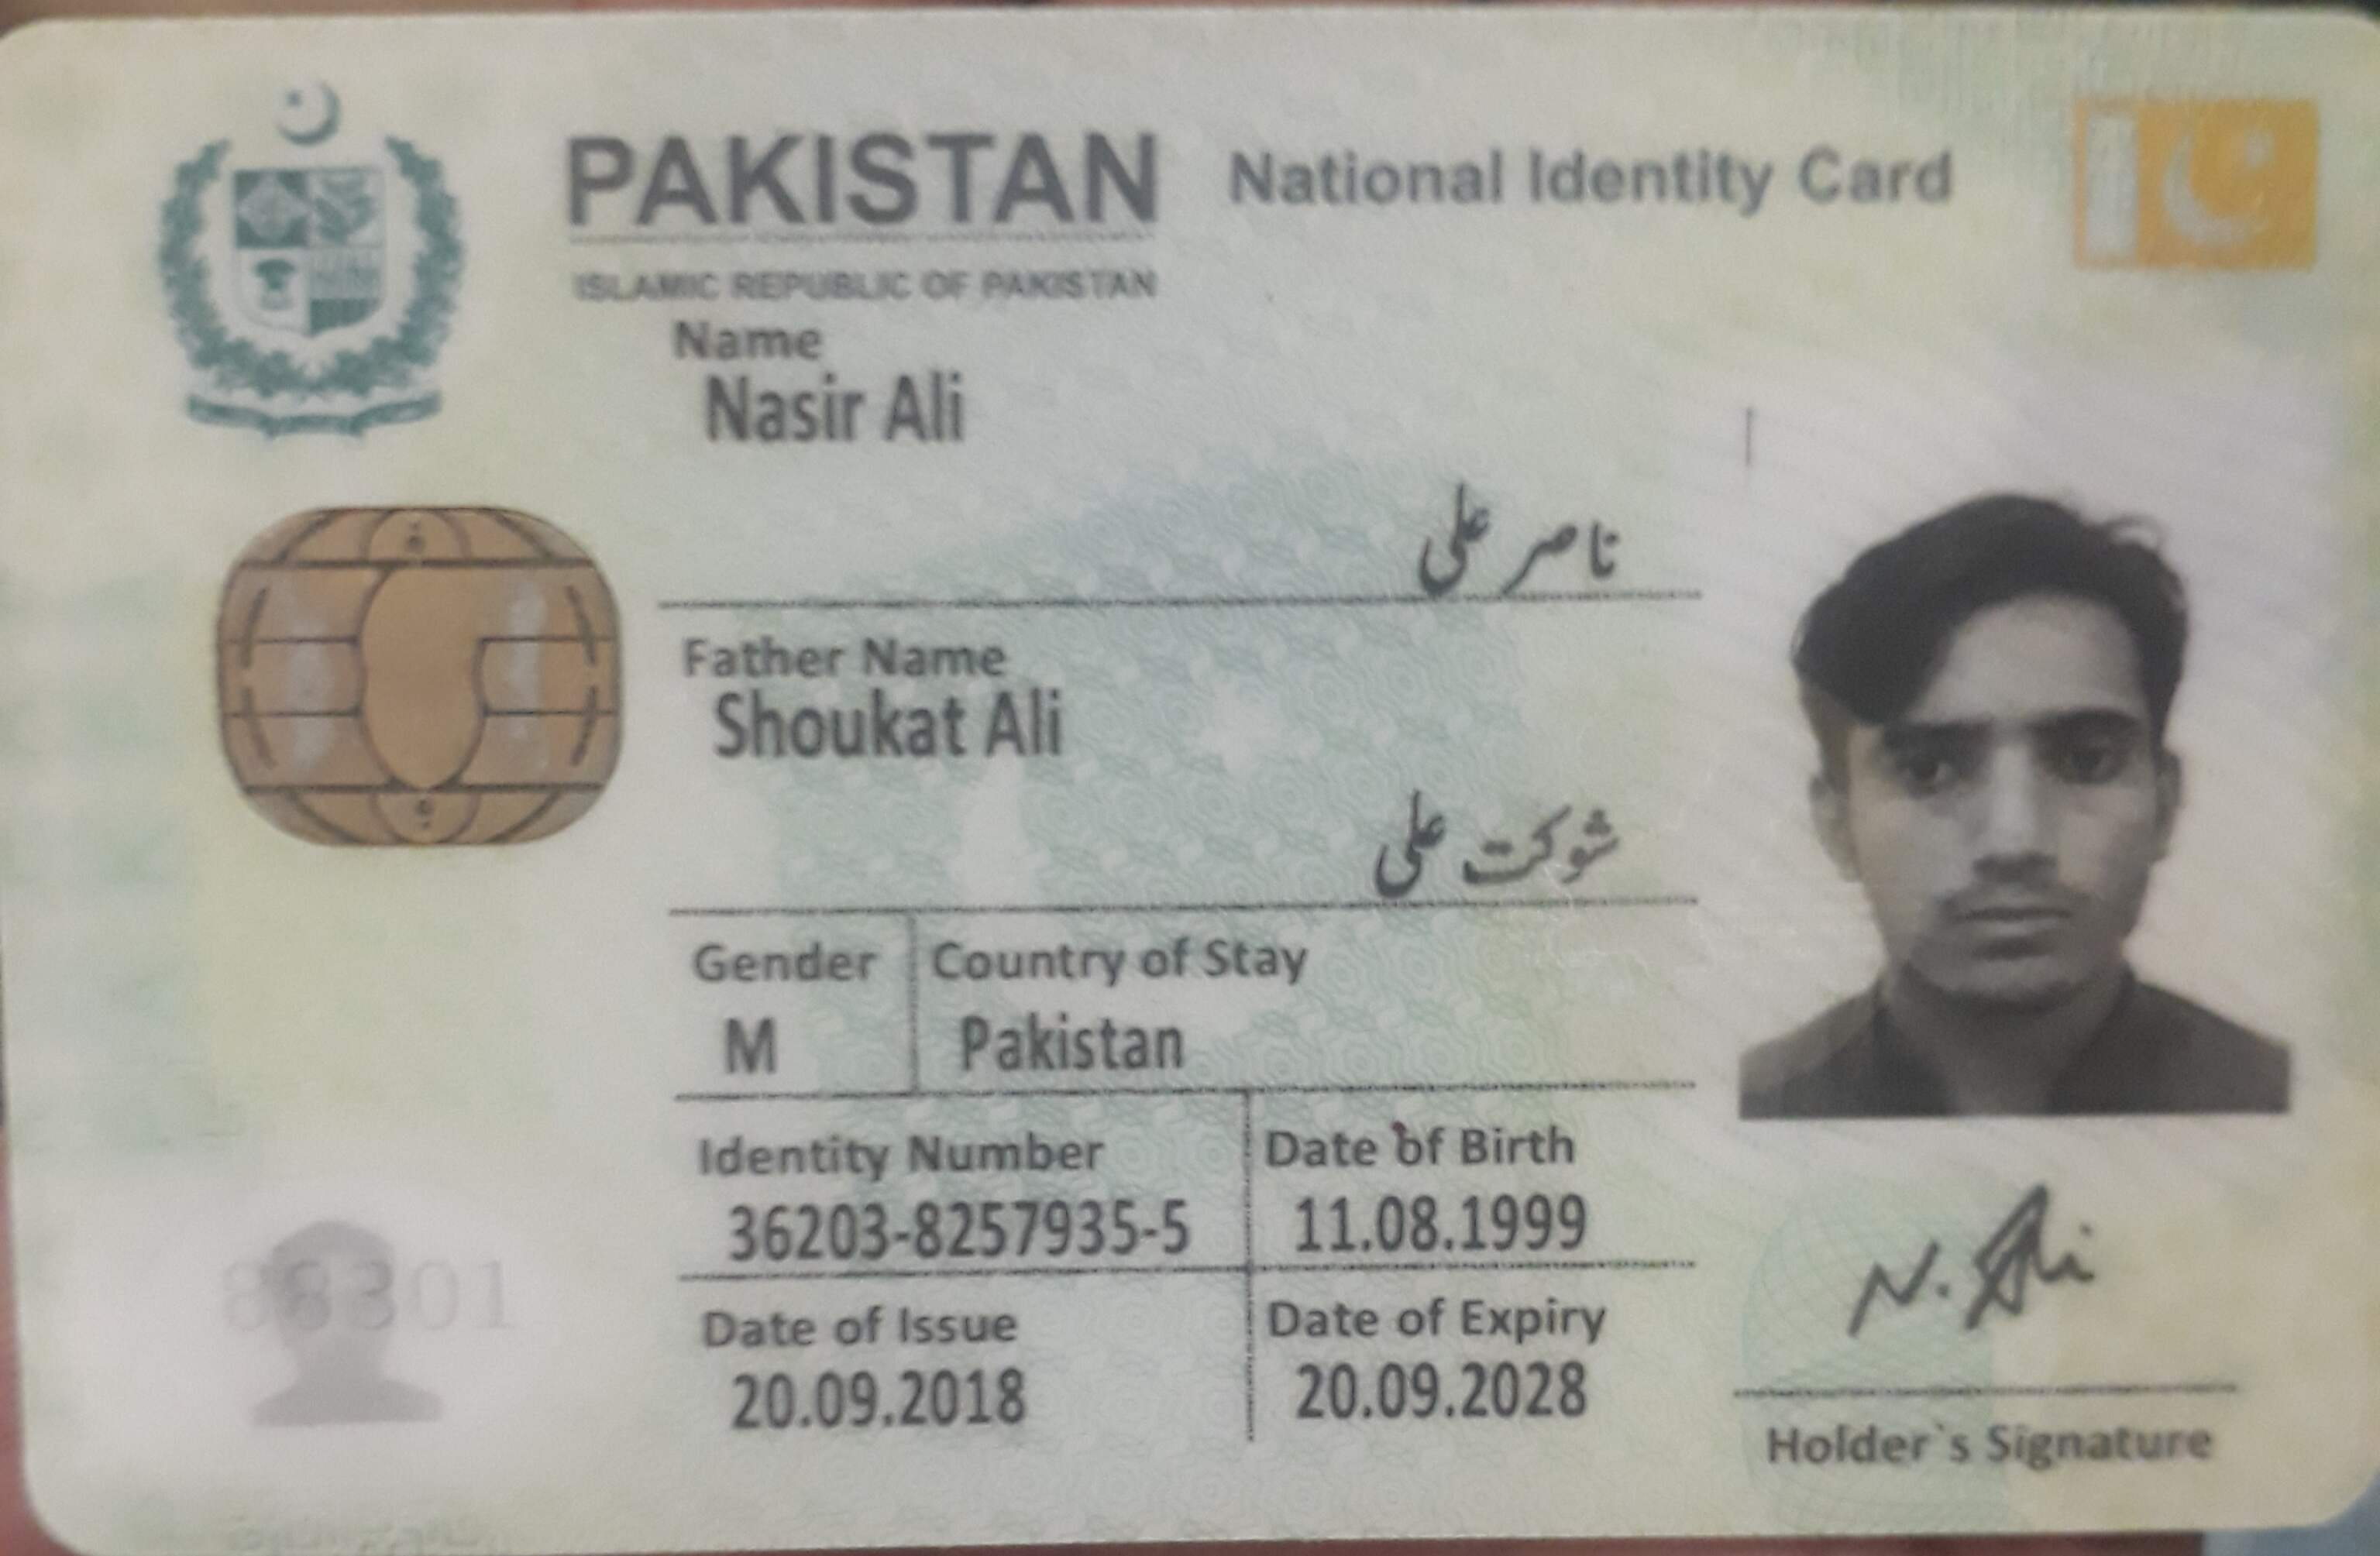 PAKISTAN National Identity Card
ISLAMIC REPUBLIC OF PAKISTAN
Name
Nasir Ali
ناصر علی
Father Name
Shoukat Ali
شوکت علی
Gender Country of Stay
M Pakistan
Identity Number Date of Birth
36203-8257935-5 11.08.1999
Date of Issue Date of Expiry
20.09.2018 20.09.2028
88301
N. Ali
Holder`s Signature